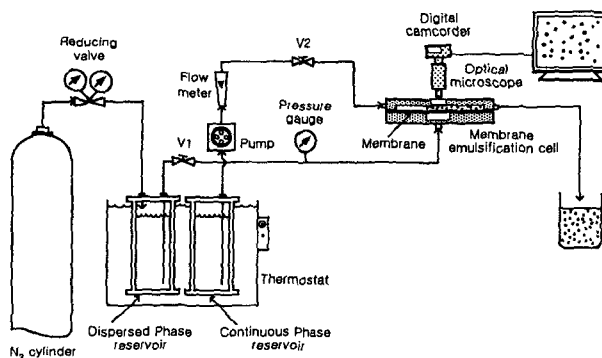 Reducing
valve
Flow
meter
V2
Digital
camcorder
Optical
microscope
Pressure
gauge
Pump
V1
Membrane
Membrane
emulsification cell
Thermostat
Dispersed Phase
reservoir
Continuous Phase
reservoir
N₂ cylinder